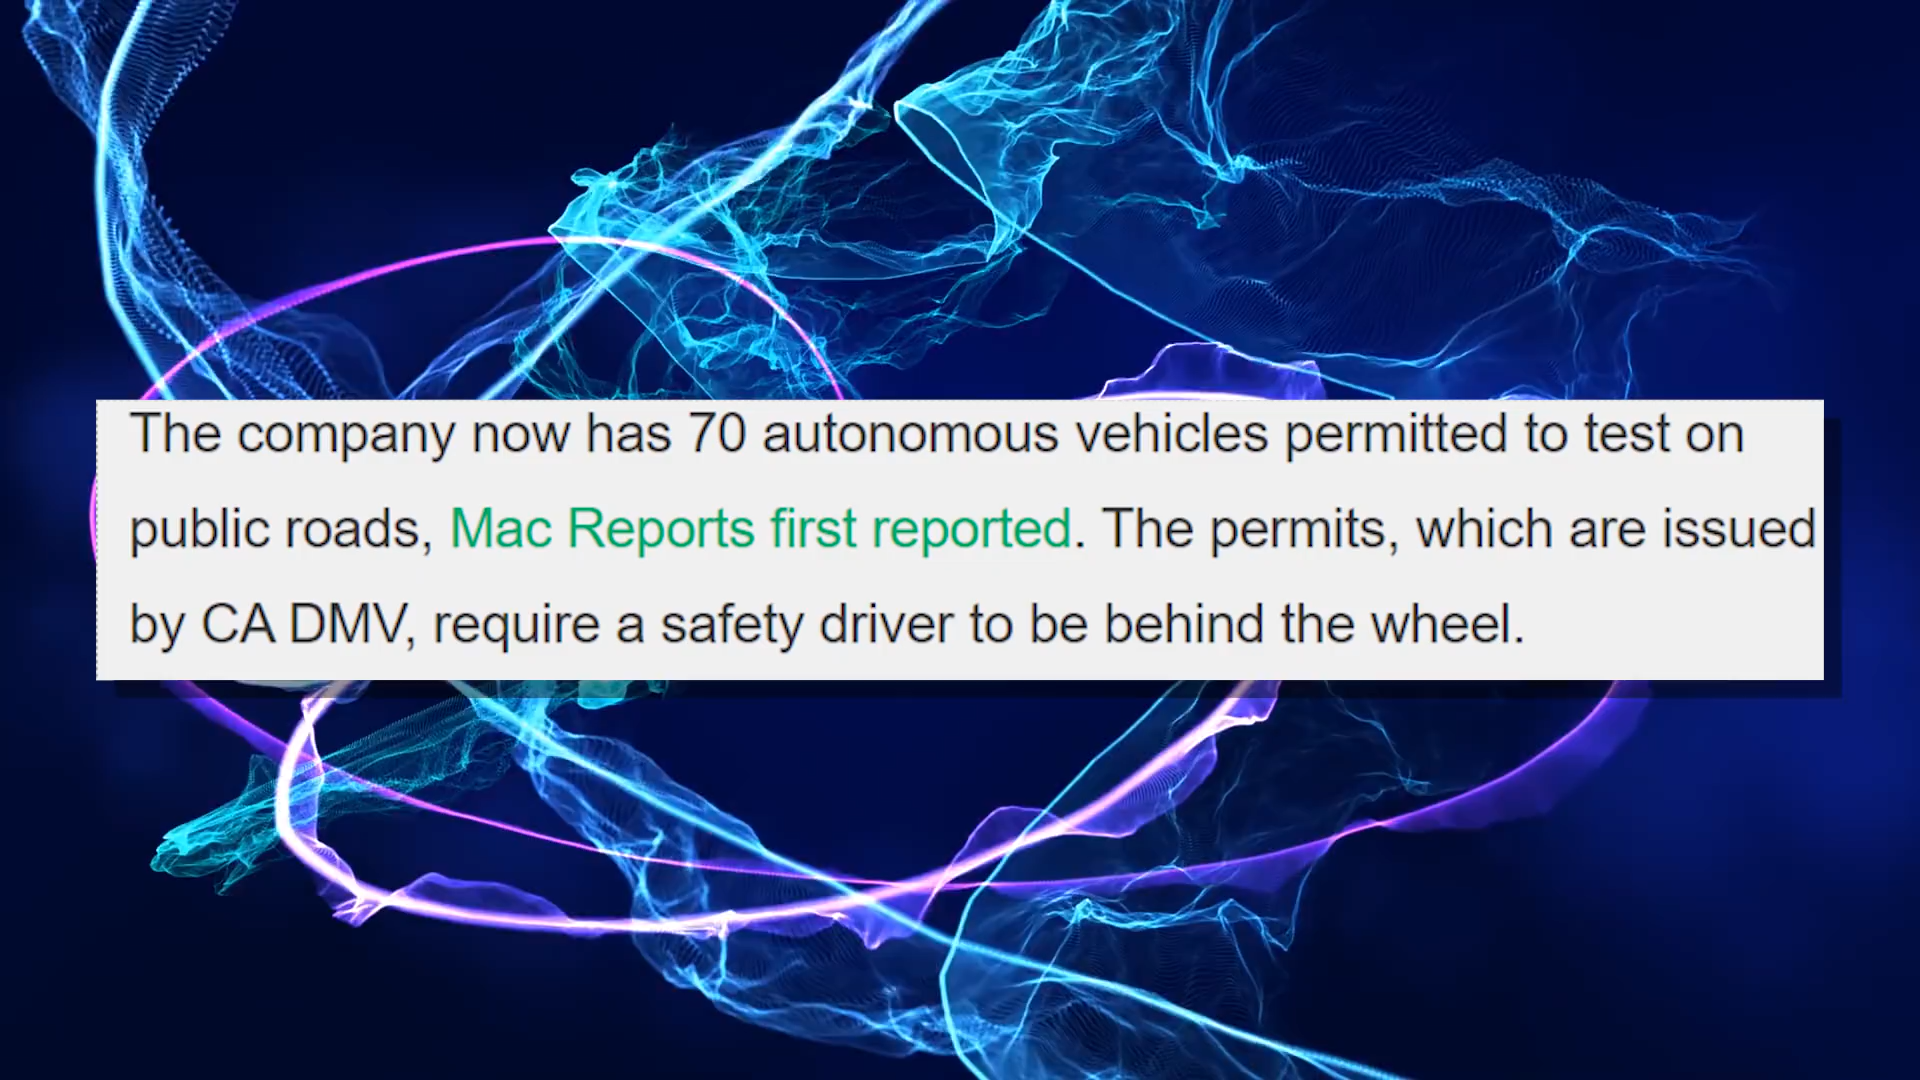 The company now has 70 autonomous vehicles permitted to test on
public roads, Mac Reports first reported. The permits, which are issued
by CA DMV, require a safety driver to be behind the wheel.